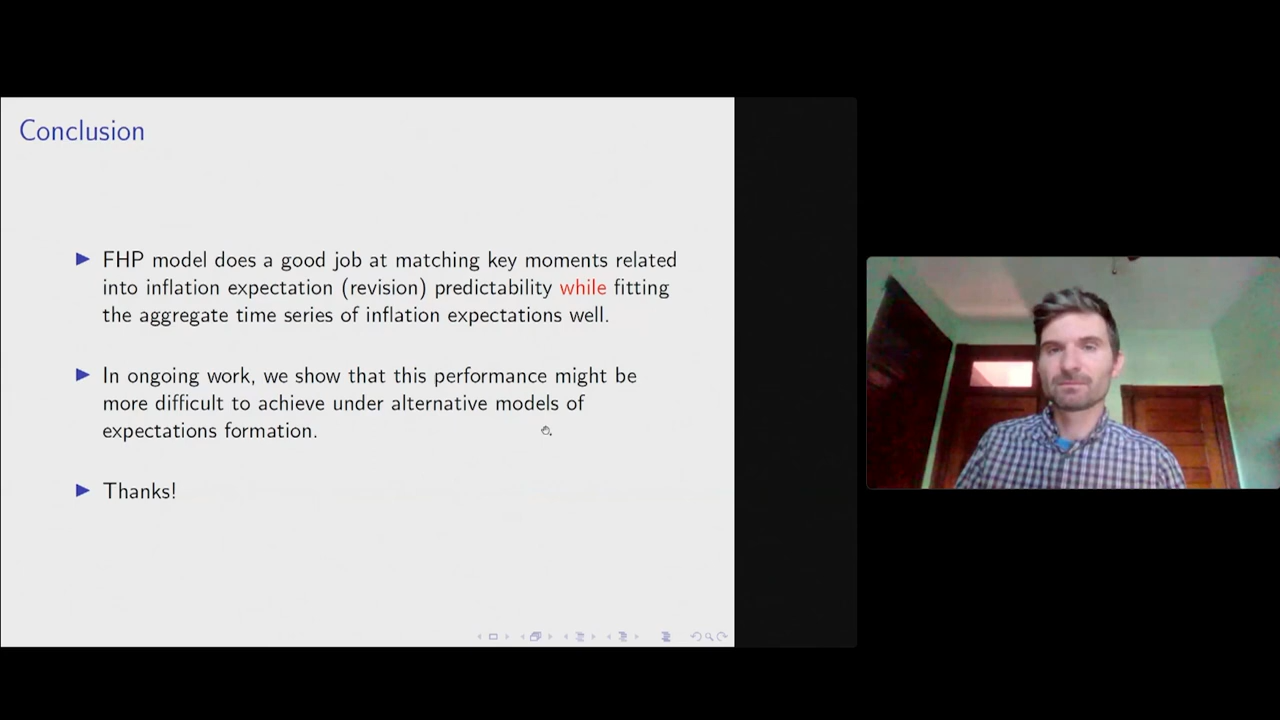 Conclusion
▶ FHP model does a good job at matching key moments related
into inflation expectation (revision) predictability while fitting
the aggregate time series of inflation expectations well.
▶ In ongoing work, we show that this performance might be
more difficult to achieve under alternative models of
expectations formation.
▶ Thanks!